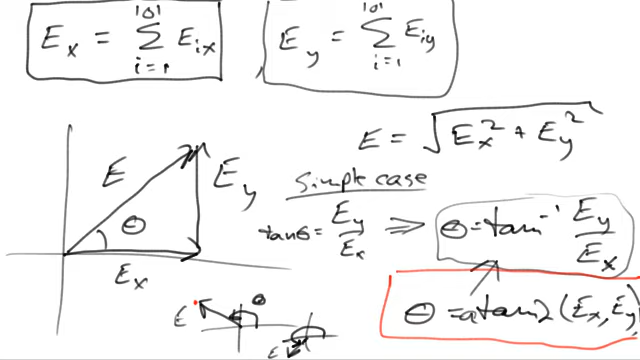 Ex = 101 Σ i=1 Eix , Ey = 101 Σ i=1 Eiy
E = √Ex² + Ey²
E Ey
simple case
Θ
tanθ = Ey/Ex ⇒ Θ = tan⁻¹ Ey/Ex
Ex
Θ = atan2(Ex, Ey)
E θ
E